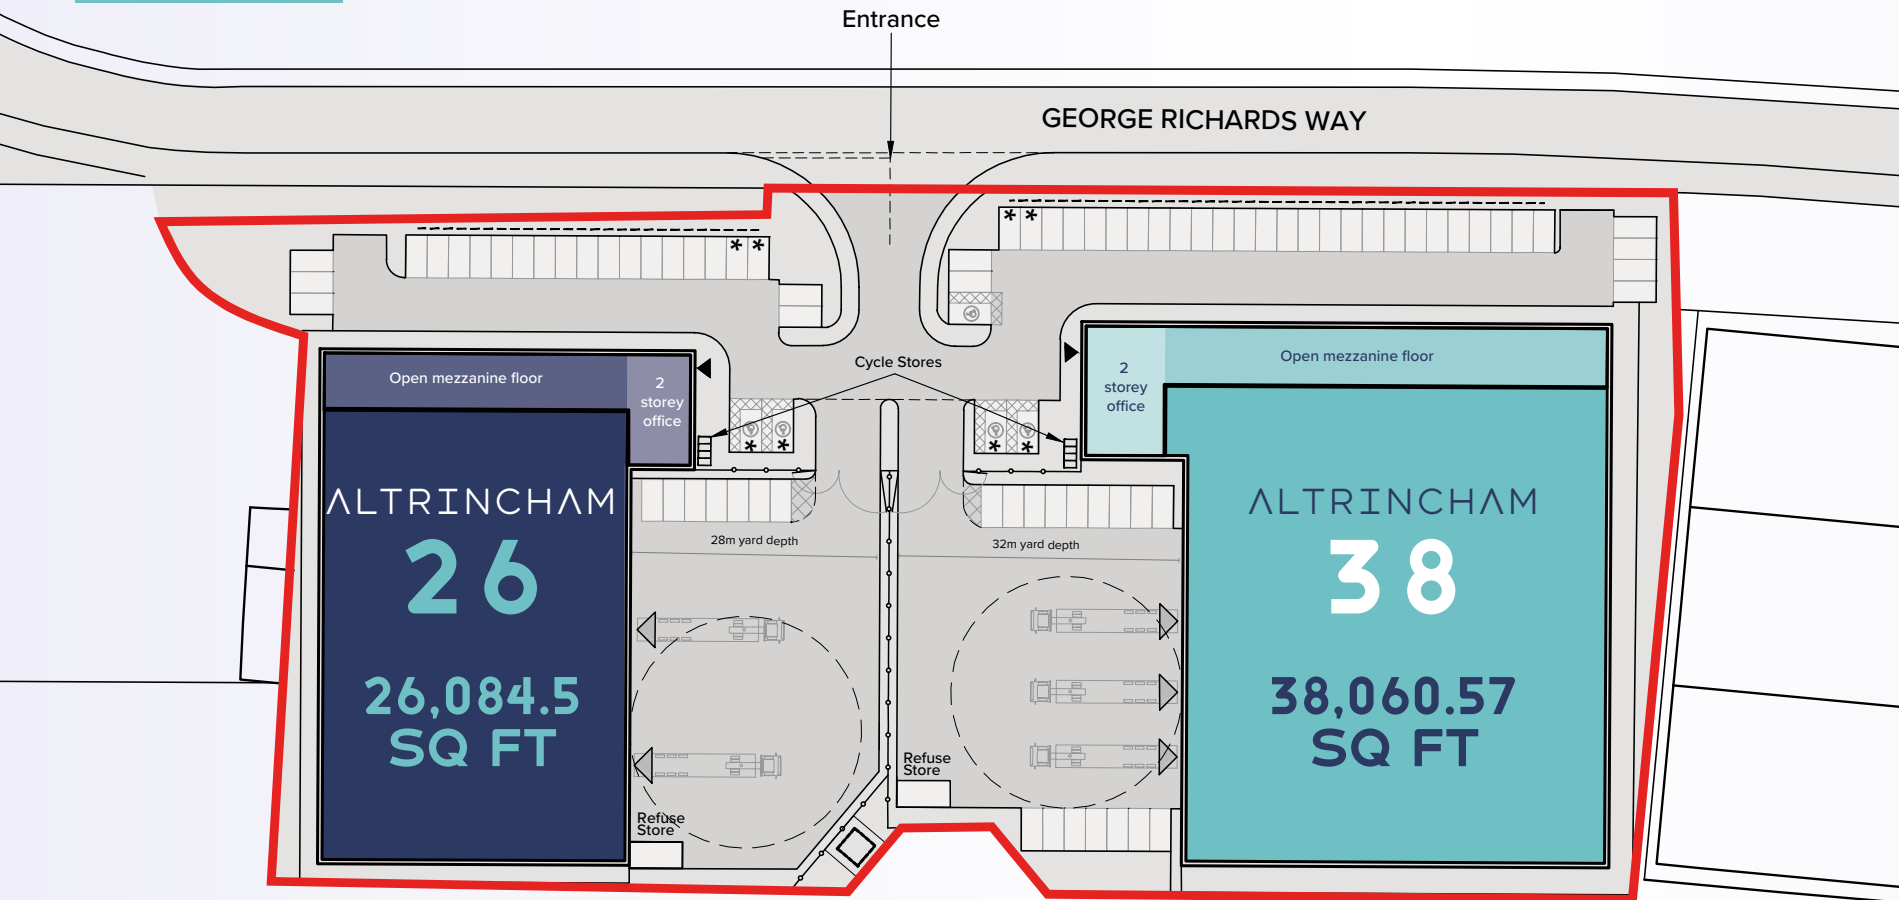 Entrance
GEORGE RICHARDS WAY
* *
* *
Cycle Stores
Open mezzanine floor
2
storey
office
2
storey
office
Open mezzanine floor
* *
* *
ALTRINCHAM
26
26,084.5
SQ FT
28m yard depth
32m yard depth
ALTRINCHAM
38
38,060.57
SQ FT
Refuse
Store
Refuse
Store